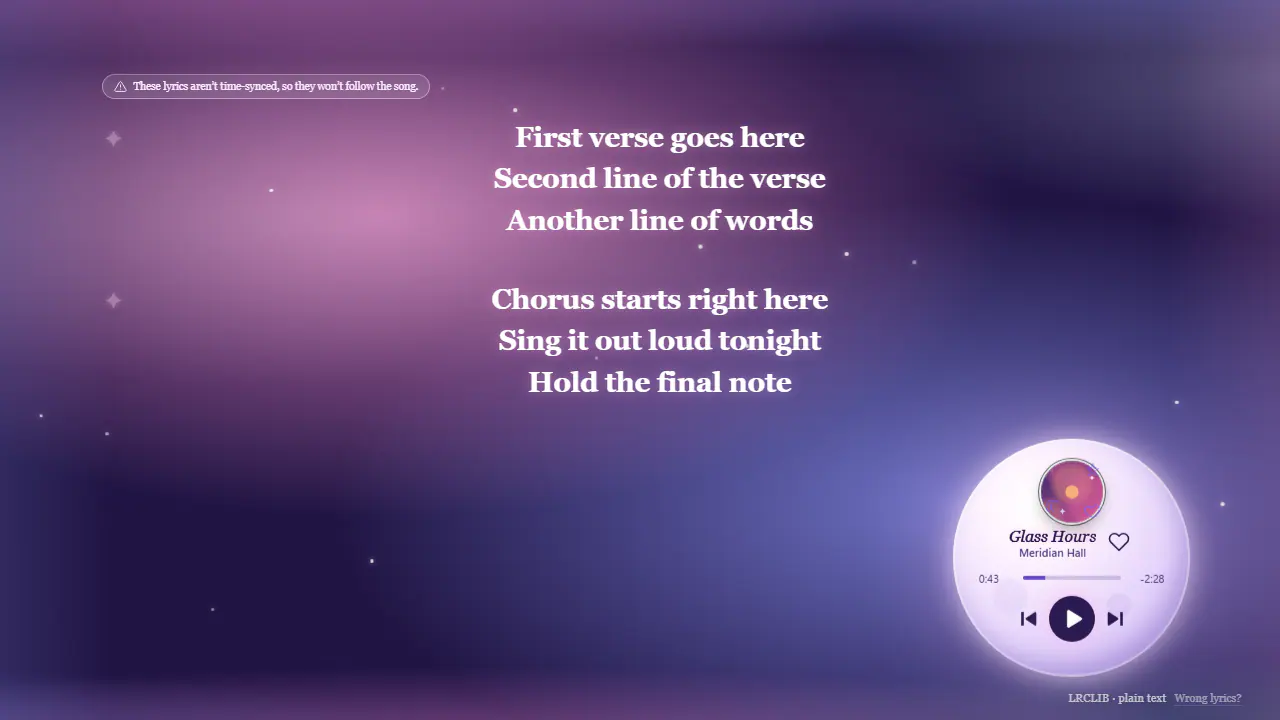 These lyrics aren't time-synced, so they won't follow the song.
First verse goes here
Second line of the verse
Another line of words
Chorus starts right here
Sing it out loud tonight
Hold the final note
Glass Hours
Meridian Hall
0:43 -2:28
LRCLIB · plain text Wrong lyrics?